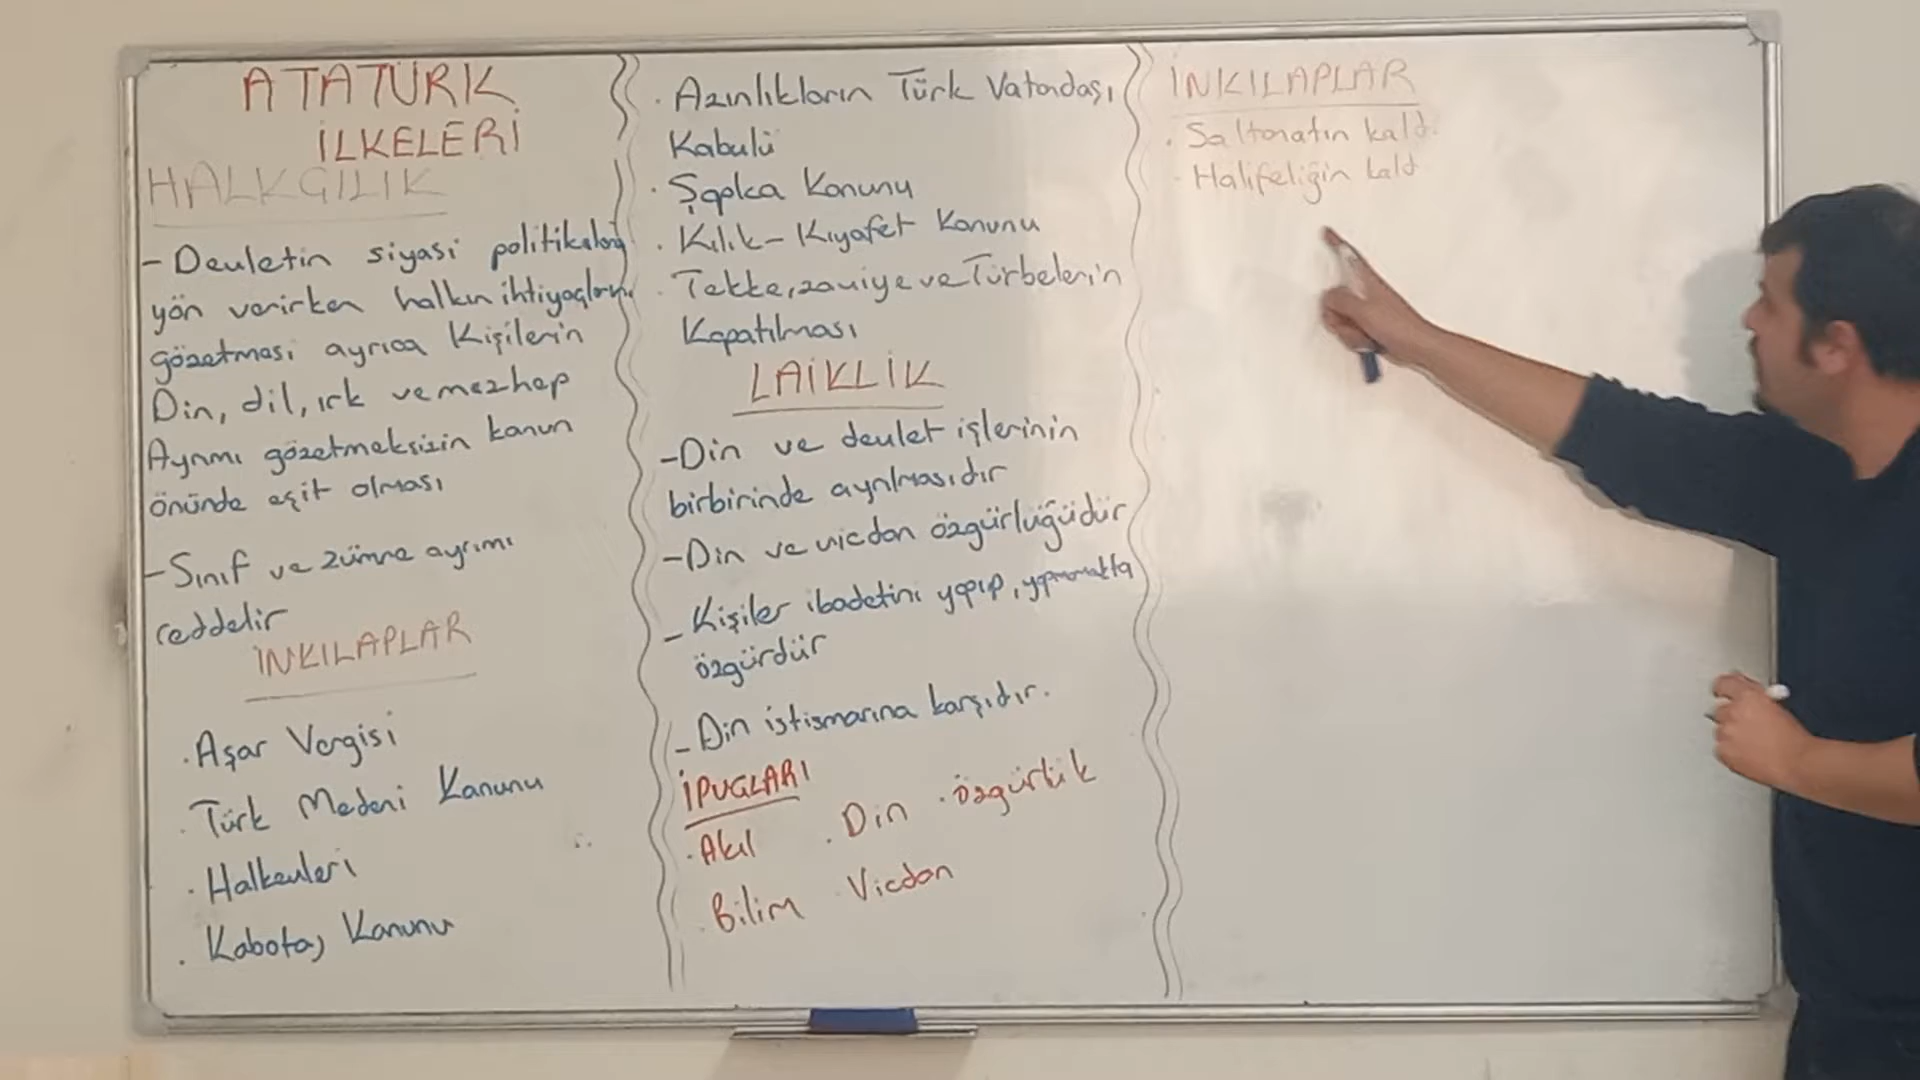 ATATÜRK
İLKELERİ
HALKÇILIK
- Devletin siyasi politikaları
yön verirken halkın ihtiyaçlarını
gözetmesi ayrıca Kişilerin
Din, dil, ırk ve mezhep
Ayrımı gözetmeksizin kanun
önünde eşit olması
- Sınıf ve zümre ayrımı
reddelir
İNKILAPLAR
. Aşar Vergisi
. Türk Medeni Kanunu
. Halkevleri
. Kabotaj Kanunu
. Azınlıkların Türk Vatandaşı
Kabulü
. Şapka Kanunu
. Kılık - Kıyafet Kanunu
. Tekke, zaviye ve Türbelerin
Kapatılması
LAİKLİK
- Din ve devlet işlerinin
birbirinde ayrılmasıdır
- Din ve vicdan özgürlüğüdür
- Kişiler ibadetini yapıp, yapmamakta
özgürdür
- Din istismarına karşıdır.
İPUÇLARI
. Akıl . Din . özgürlük
. Bilim Vicdan
İNKILAPLAR
. Saltanatın kald.
- Halifeliğin kald